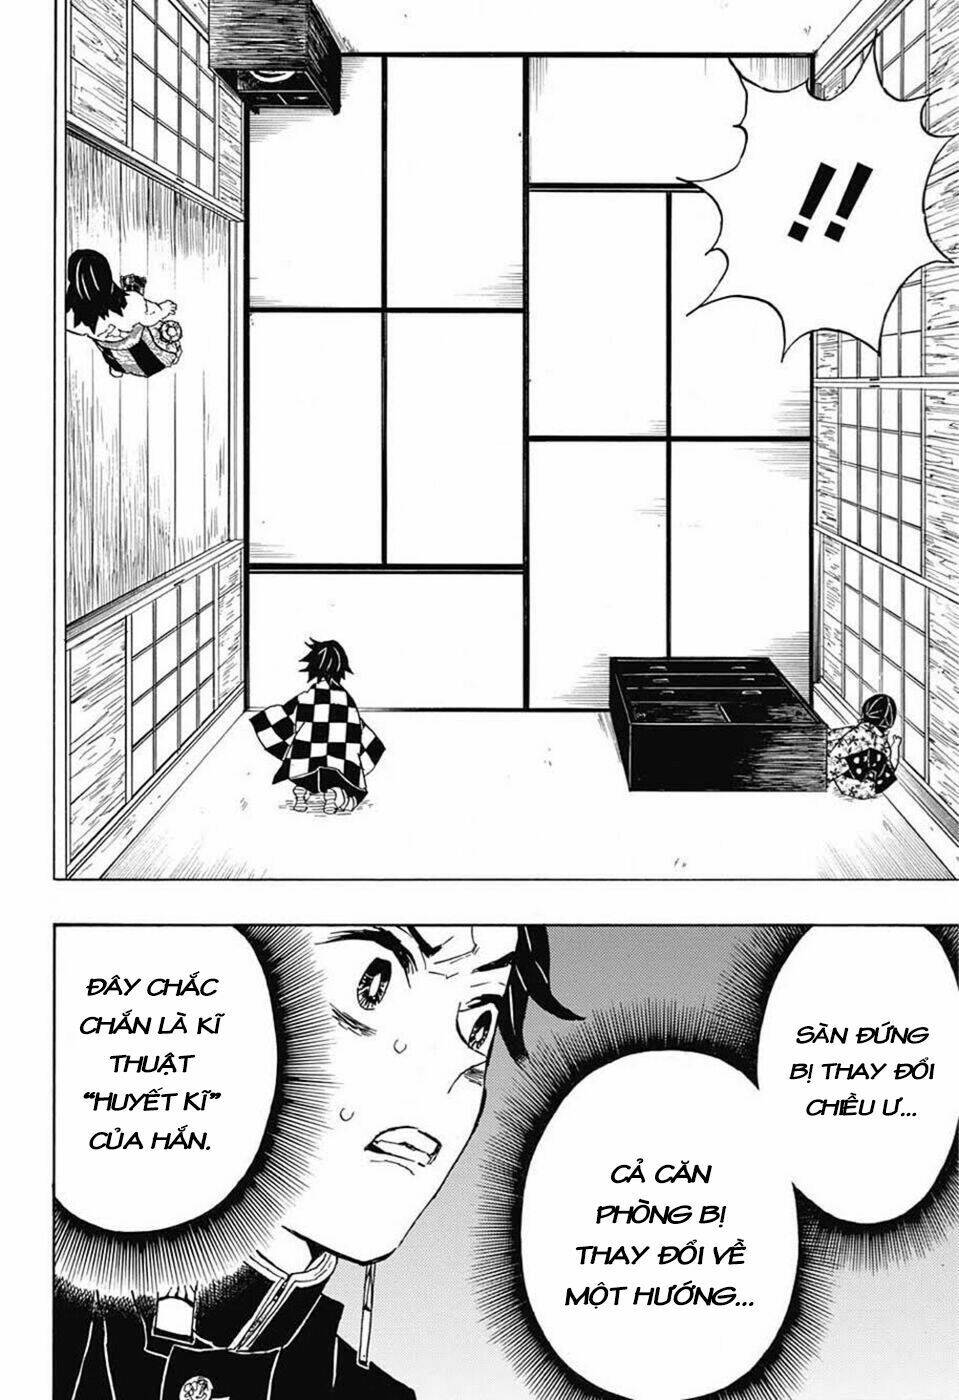 !!
SÀN ĐỨNG
BỊ THAY ĐỔI
CHIỀU Ư...
CẢ CĂN
PHÒNG BỊ
THAY ĐỔI VỀ
MỘT HƯỚNG...
ĐÂY CHẮC
CHẮN LÀ KĨ
THUẬT
“HUYẾT KĨ”
CỦA HẮN.